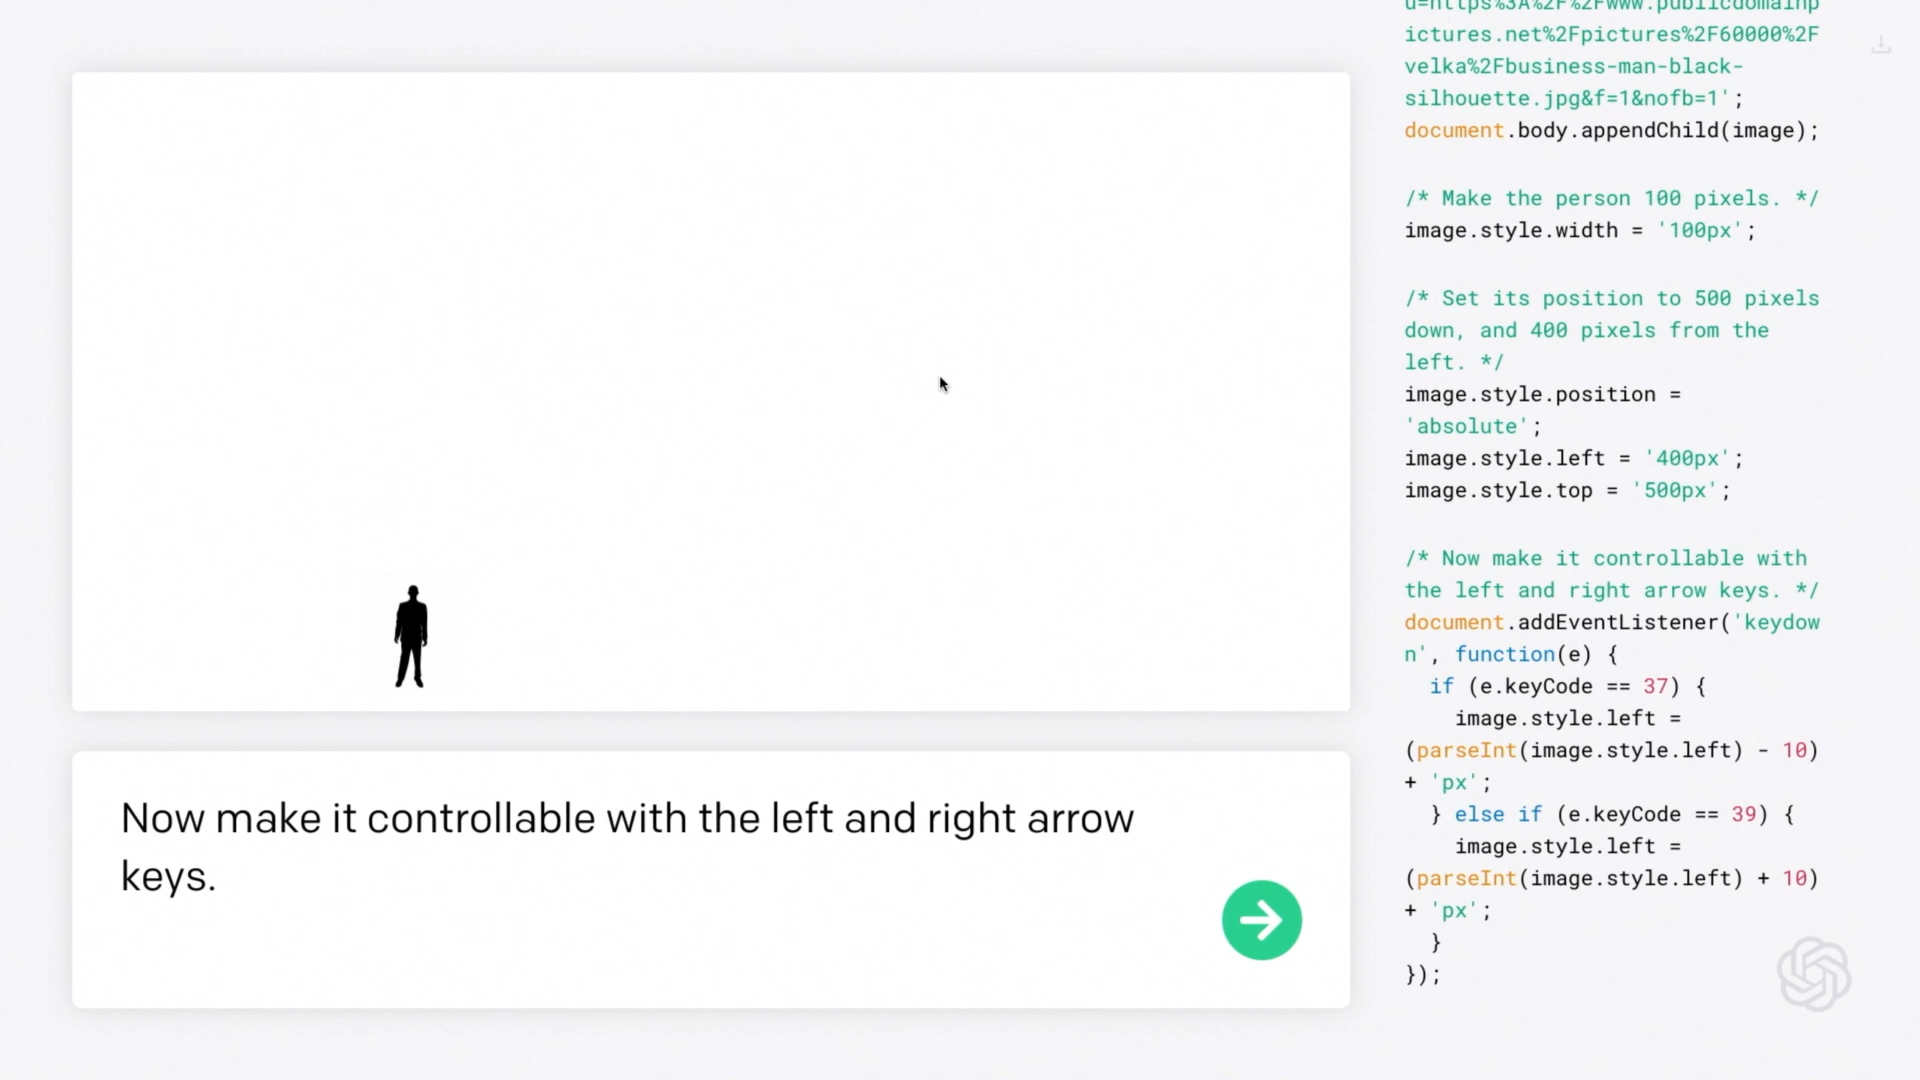 Now make it controllable with the left and right arrow
keys.
u=https%3A%2F%2Fwww.publicdomainp
ictures.net%2Fpictures%2F60000%2F
velka%2Fbusiness-man-black-
silhouette.jpg&f=1&nofb=1';
document.body.appendChild(image);
/* Make the person 100 pixels. */
image.style.width = '100px';
/* Set its position to 500 pixels
down, and 400 pixels from the
left. */
image.style.position =
'absolute';
image.style.left = '400px';
image.style.top = '500px';
/* Now make it controllable with
the left and right arrow keys. */
document.addEventListener('keydow
n', function(e) {
if (e.keyCode == 37) {
image.style.left =
(parseInt(image.style.left) - 10)
+ 'px';
} else if (e.keyCode == 39) {
image.style.left =
(parseInt(image.style.left) + 10)
+ 'px';
}
});